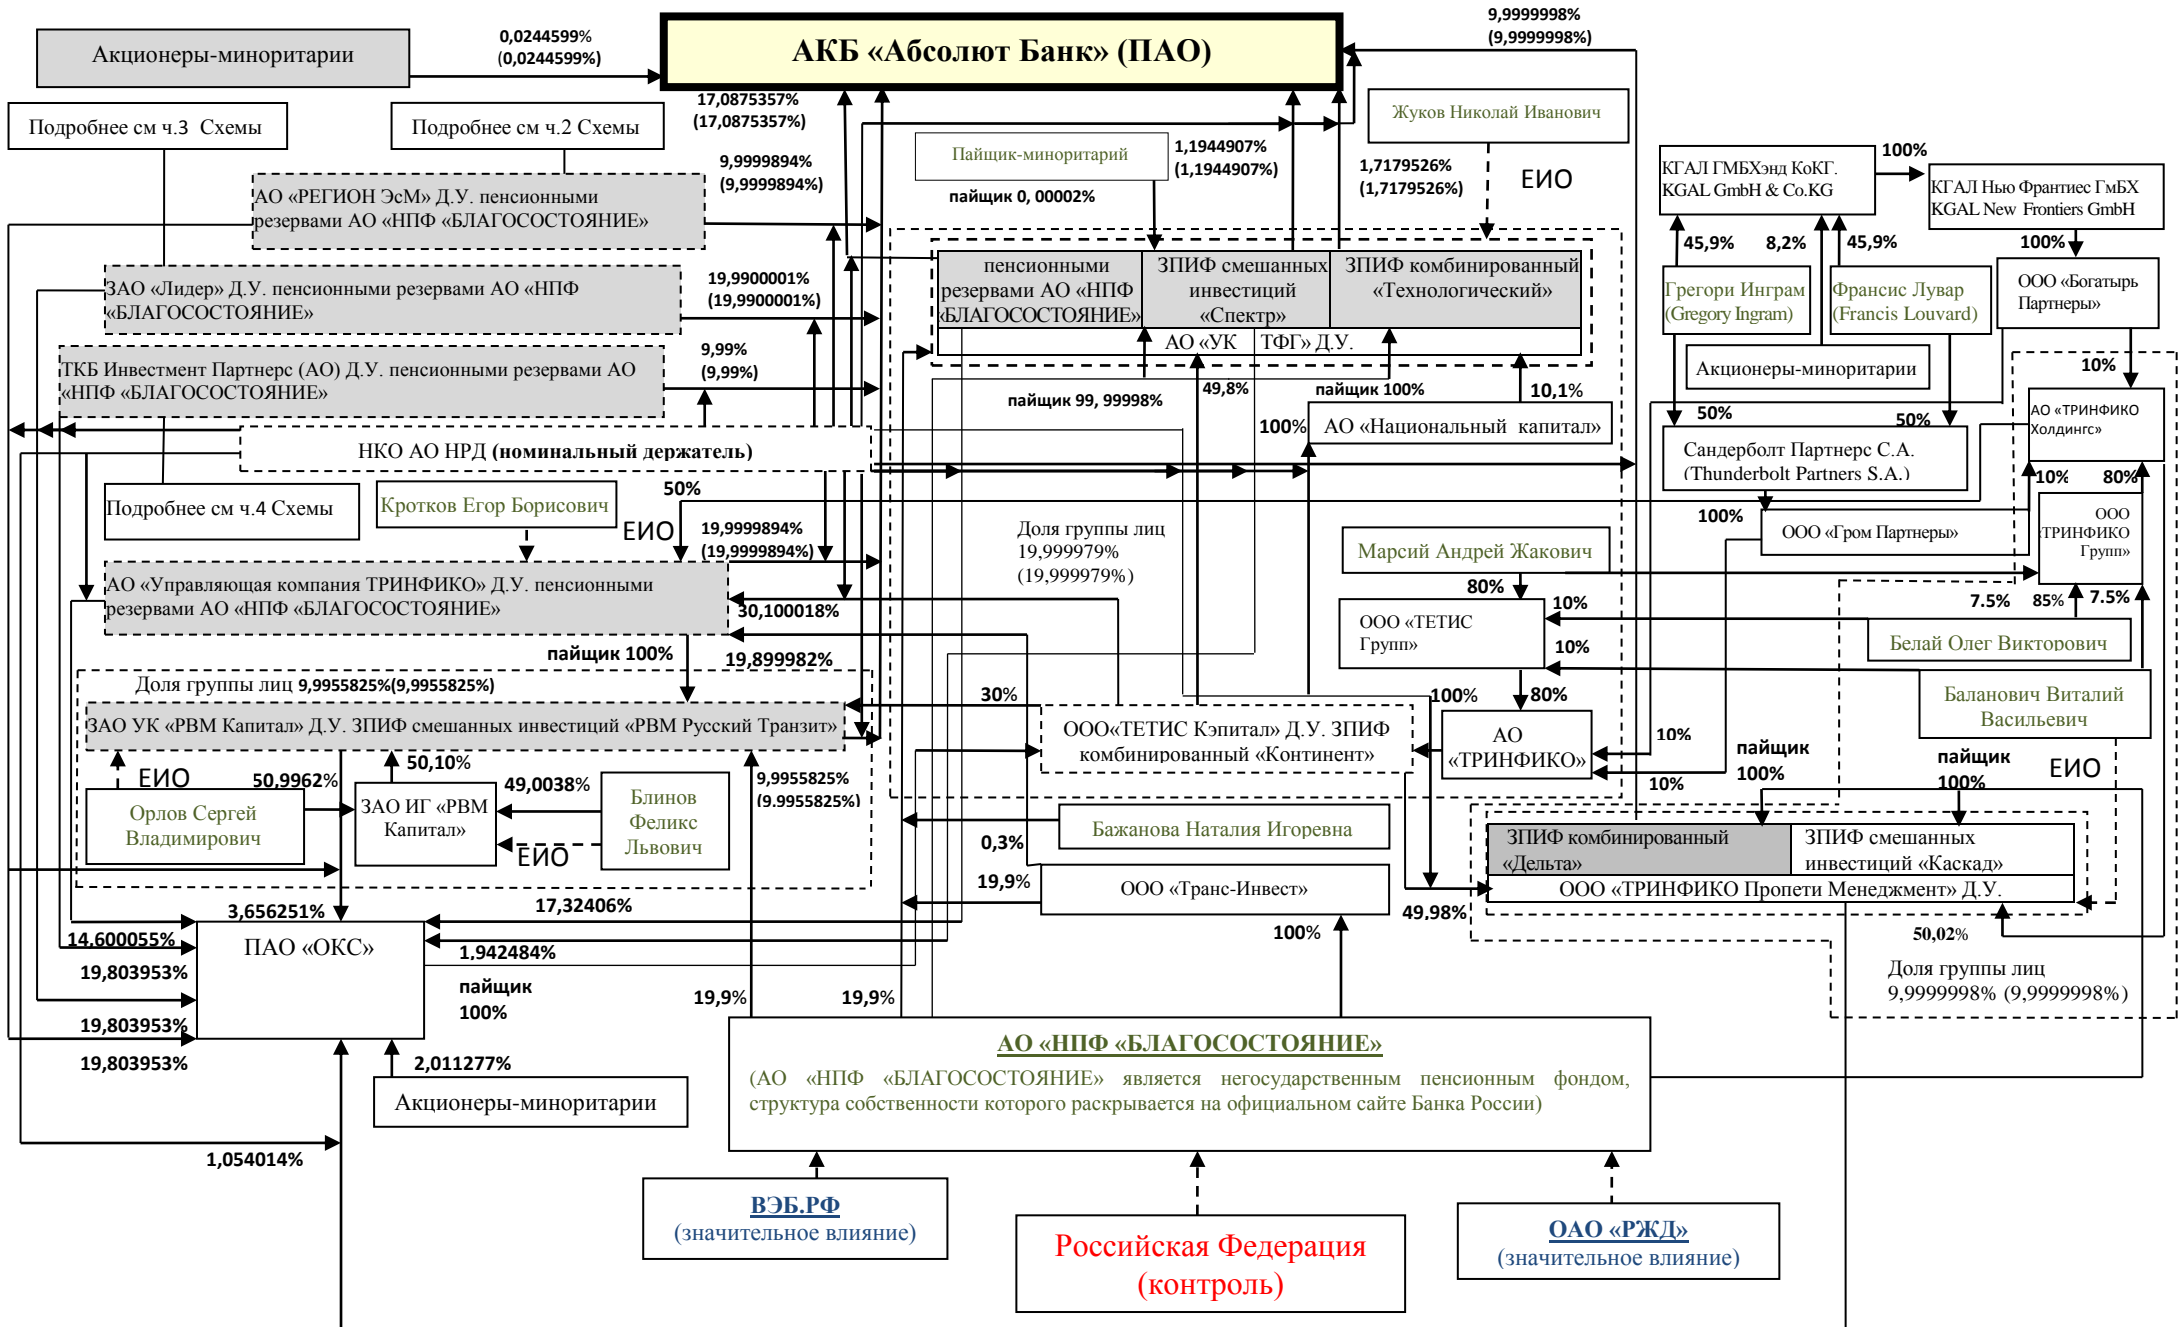 9,9999998%
(9,9999998%)
0,0244599%
(0,0244599%)
Акционеры-миноритарии
АКБ «Абсолют Банк» (ПАО)
17,0875357%
(17,0875357%)
Подробнее см ч.3 Схемы
Подробнее см ч.2 Схемы
Жуков Николай Иванович
Пайщик-миноритарий
1,1944907%
(1,1944907%)
9,9999894%
(9,9999894%)
1,7179526%
(1,7179526%)
ЕИО
пайщик 0, 00002%
КГАЛ ГМБХэнд КоКГ.
KGAL GmbH & Co.KG
100%
КГАЛ Нью Франтиес ГмБХ
KGAL New Frontiers GmbH
АО «РЕГИОН ЭсМ» Д.У. пенсионными
резервами АО «НПФ «БЛАГОСОСТОЯНИЕ»
45,9%
8,2%
45,9%
100%
ЗАО «Лидер» Д.У. пенсионными резервами АО «НПФ
«БЛАГОСОСТОЯНИЕ»
19,9900001%
(19,9900001%)
пенсионными
резервами АО «НПФ
«БЛАГОСОСТОЯНИЕ»
ЗПИФ смешанных
инвестиций
«Спектр»
ЗПИФ комбинированный
«Технологический»
АО «УК ТФГ» Д.У.
Грегори Инграм
(Gregory Ingram)
Франсис Лувар
(Francis Louvard)
ООО «Богатырь
Партнеры»
Акционеры-миноритарии
10%
ТКБ Инвестмент Партнерс (АО) Д.У. пенсионными резервами АО
«НПФ «БЛАГОСОСТОЯНИЕ»
9,99%
(9,99%)
пайщик 99, 99998%
49,8%
пайщик 100%
10,1%
50%
50%
АО «ТРИНФИКО
Холдингс»
100%
АО «Национальный капитал»
НКО АО НРД (номинальный держатель)
Сандерболт Партнерс С.А.
(Thunderbolt Partners S.A.)
10%
80%
50%
Подробнее см ч.4 Схемы
Кротков Егор Борисович
ЕИО
19,9999894%
(19,9999894%)
Доля группы лиц
19,999979%
(19,999979%)
100%
ООО «Гром Партнеры»
ООО
«ТРИНФИКО
Групп»
Марсий Андрей Жакович
АО «Управляющая компания ТРИНФИКО» Д.У. пенсионными
резервами АО «НПФ «БЛАГОСОСТОЯНИЕ»
30,100018%
80%
10%
7.5%
85%
7.5%
ООО «ТЕТИС
Групп»
Белай Олег Викторович
пайщик 100%
19,899982%
10%
Доля группы лиц 9,9955825%(9,9955825%)
30%
100%
80%
Баланович Виталий
Васильевич
ЗАО УК «РВМ Капитал» Д.У. ЗПИФ смешанных инвестиций «РВМ Русский Транзит»
ООО«ТЕТИС Кэпитал» Д.У. ЗПИФ
комбинированный «Континент»
АО
«ТРИНФИКО»
10%
пайщик
100%
пайщик
100%
ЕИО
ЕИО
50,9962%
50,10%
49,0038%
9,9955825%
(9.9955825%)
10%
Орлов Сергей
Владимирович
ЗАО ИГ «РВМ
Капитал»
Блинов
Феликс
Львович
ЕИО
Бажанова Наталия Игоревна
0,3%
ЗПИФ комбинированный
«Дельта»
ЗПИФ смешанных
инвестиций «Каскад»
ООО «ТРИНФИКО Пропети Менеджмент» Д.У.
19,9%
ООО «Транс-Инвест»
3,656251%
17,32406%
49,98%
50,02%
14,600055%
ПАО «ОКС»
1,942484%
100%
19,803953%
Доля группы лиц
9,9999998% (9,9999998%)
пайщик
100%
19,9%
19,9%
19,803953%
19,803953%
2,011277%
Акционеры-миноритарии
АО «НПФ «БЛАГОСОСТОЯНИЕ»
(АО «НПФ «БЛАГОСОСТОЯНИЕ» является негосударственным пенсионным фондом,
структура собственности которого раскрывается на официальном сайте Банка России)
1,054014%
ВЭБ.РФ
(значительное влияние)
Российская Федерация
(контроль)
ОАО «РЖД»
(значительное влияние)